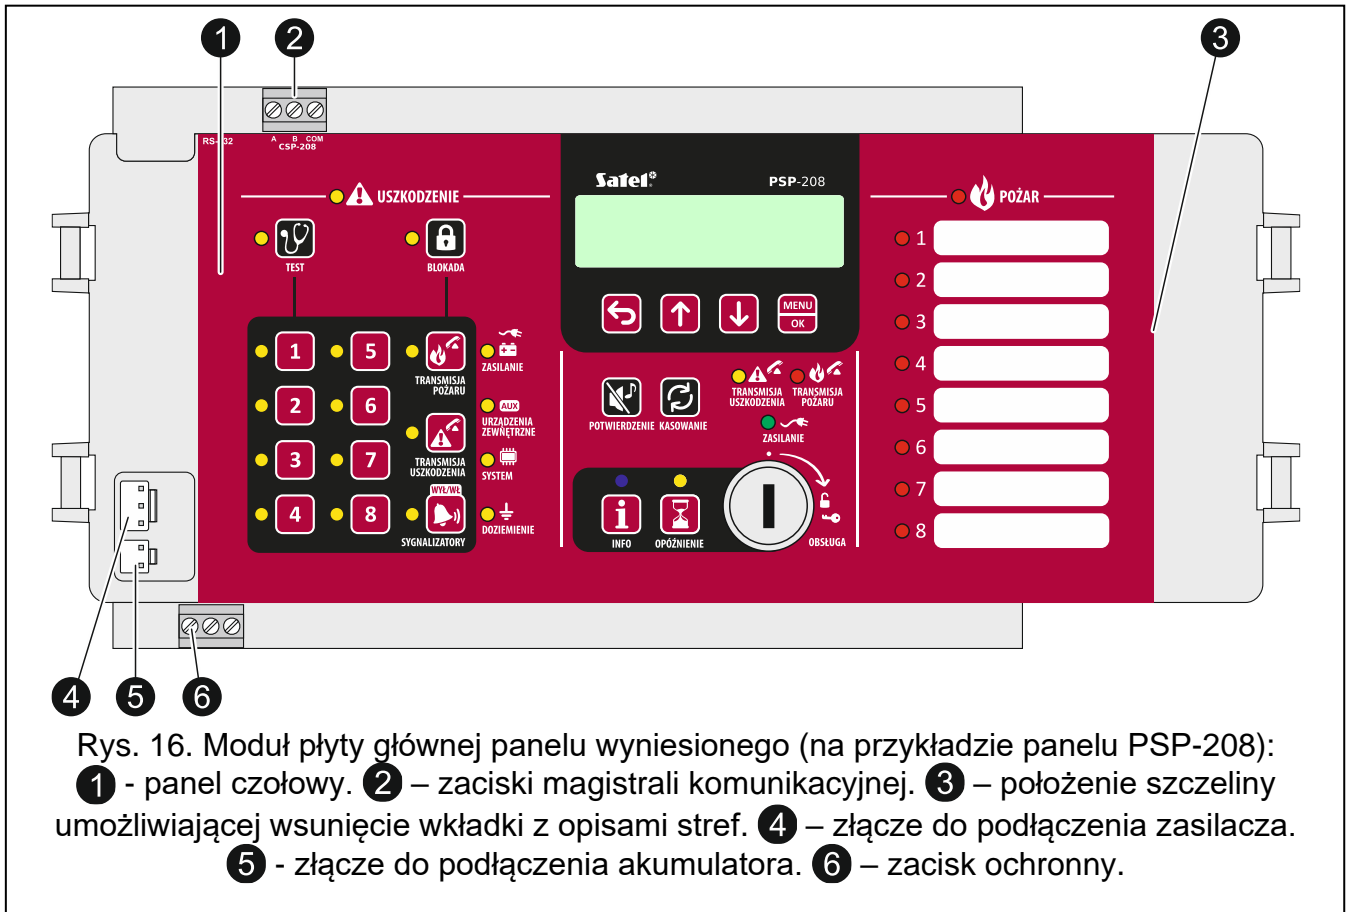 1 2 3
RS-232
A B COM
CSP-208
USZKODZENIE
TEST
BLOKADA
1 5
2 6
3 7
4 8
TRANSMISJA
POŻARU
TRANSMISJA
USZKODZENIA
WYŁ/WŁ
SYGNALIZATORY
ZASILANIE
AUX
URZĄDZENIA
ZEWNĘTRZNE
SYSTEM
DOZIEMIENIE
Satel®
PSP-208
MENU
OK
POTWIERDZENIE KASOWANIE
TRANSMISJA
USZKODZENIA
TRANSMISJA
POŻARU
ZASILANIE
i
INFO
OPÓŹNIENIE
OBSŁUGA
POŻAR
1
2
3
4
5
6
7
8
4 5 6
Rys. 16. Moduł płyty głównej panelu wyniesionego (na przykładzie panelu PSP-208):
1 - panel czołowy. 2 – zaciski magistrali komunikacyjnej. 3 – położenie szczeliny
umożliwiającej wsunięcie wkładki z opisami stref. 4 – złącze do podłączenia zasilacza.
5 - złącze do podłączenia akumulatora. 6 – zacisk ochronny.